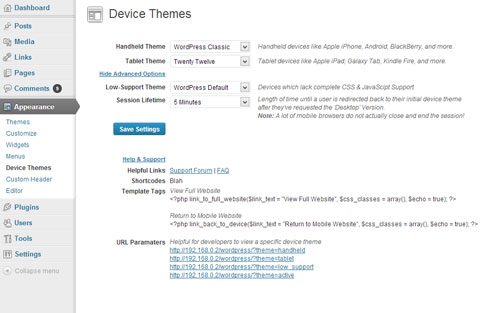 Dashboard
Posts
Media
Links
Pages
Comments 9
Appearance
Themes
Customize
Widgets
Menus
Device Themes
Custom Header
Editor
Plugins
Users
Tools
Settings
Collapse menu
Device Themes
Handheld Theme WordPress Classic Handheld devices like Apple iPhone, Android, BlackBerry, and more.
Tablet Theme Twenty Twelve Tablet devices like Apple iPad, Galaxy Tab, Kindle Fire, and more.
Hide Advanced Options
Low-Support Theme WordPress Default Devices which lack complete CSS & JavaScipt Support.
Session Lifetime 5 Minutes Length of time until a user is redirected back to their initial device theme
after they've requested the 'Desktop' Version.
Note: A lot of mobile browsers do not actually close and end the session!
Save Settings
Help & Support
Helpful Links Support Forum | FAQ
Shortcodes Blah
Template Tags View Full Website
<?php link_to_full_website($link_text = "View Full Website", $css_classes = array(), $echo = true); ?>
Return to Mobile Website
<?php link_back_to_device($link_text = "Return to Mobile Website", $css_classes = array(), $echo = true); ?>
URL Paramaters Helpful for developers to view a specific device theme
http://192.168.0.2/wordpress/?theme=handheld
http://192.168.0.2/wordpress/?theme=tablet
http://192.168.0.2/wordpress/?theme=low_support
http://192.168.0.2/wordpress/?theme=active